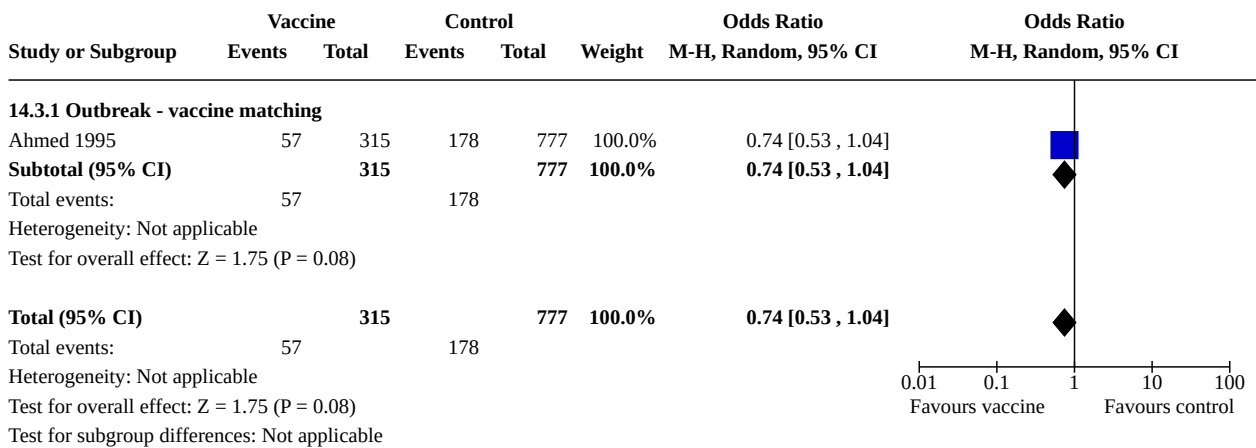 Vaccine Control Odds Ratio Odds Ratio
Study or Subgroup Events Total Events Total Weight M-H, Random, 95% CI M-H, Random, 95% CI
14.3.1 Outbreak - vaccine matching
Ahmed 1995 57 315 178 777 100.0% 0.74 [0.53 , 1.04]
Subtotal (95% CI) 315 777 100.0% 0.74 [0.53 , 1.04]
Total events: 57 178
Heterogeneity: Not applicable
Test for overall effect: Z = 1.75 (P = 0.08)
Total (95% CI) 315 777 100.0% 0.74 [0.53 , 1.04]
Total events: 57 178
Heterogeneity: Not applicable
0.01 0.1 1 10 100
Test for overall effect: Z = 1.75 (P = 0.08) Favours vaccine Favours control
Test for subgroup differences: Not applicable